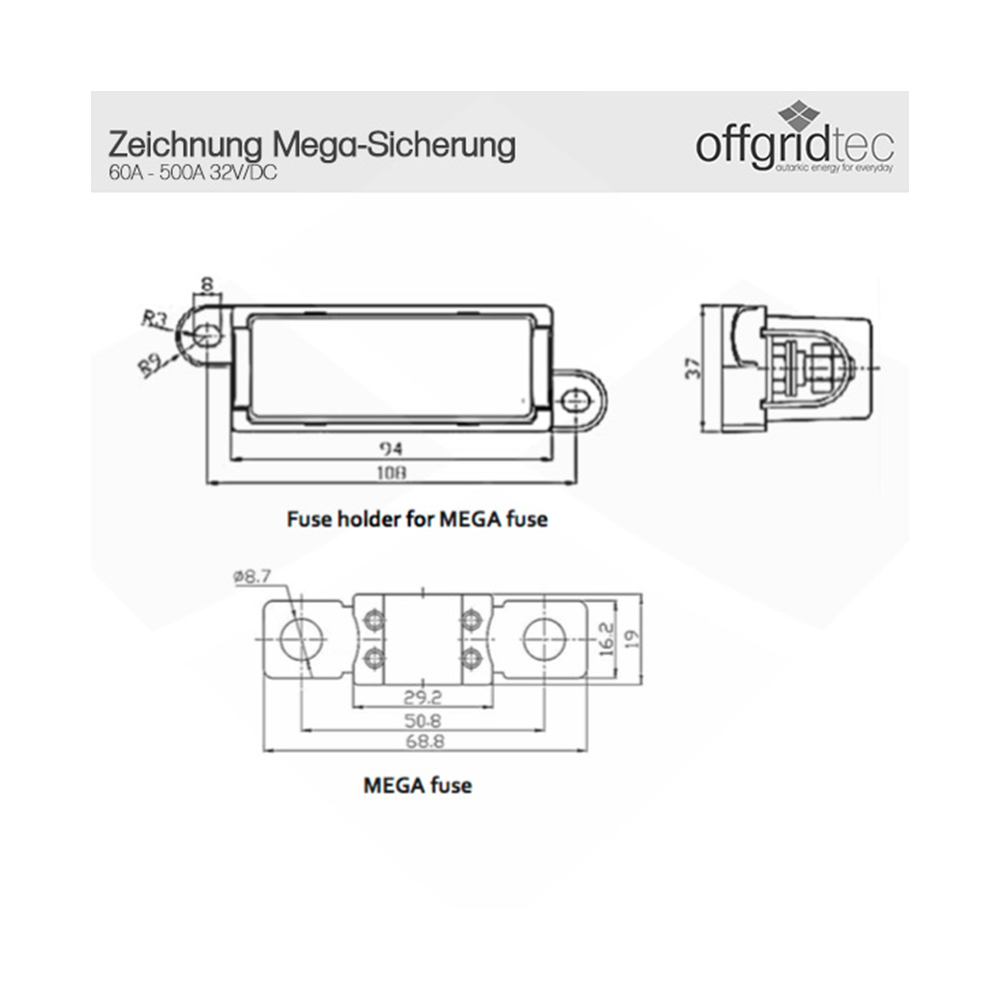 Zeichnung Mega-Sicherung
60A - 500A 32V/DC
offgridtec
autarkic energy for everyday
8
R3
R9
37
94
108
Fuse holder for MEGA fuse
Ø8.7
16.2
19
29.2
50.8
68.8
MEGA fuse